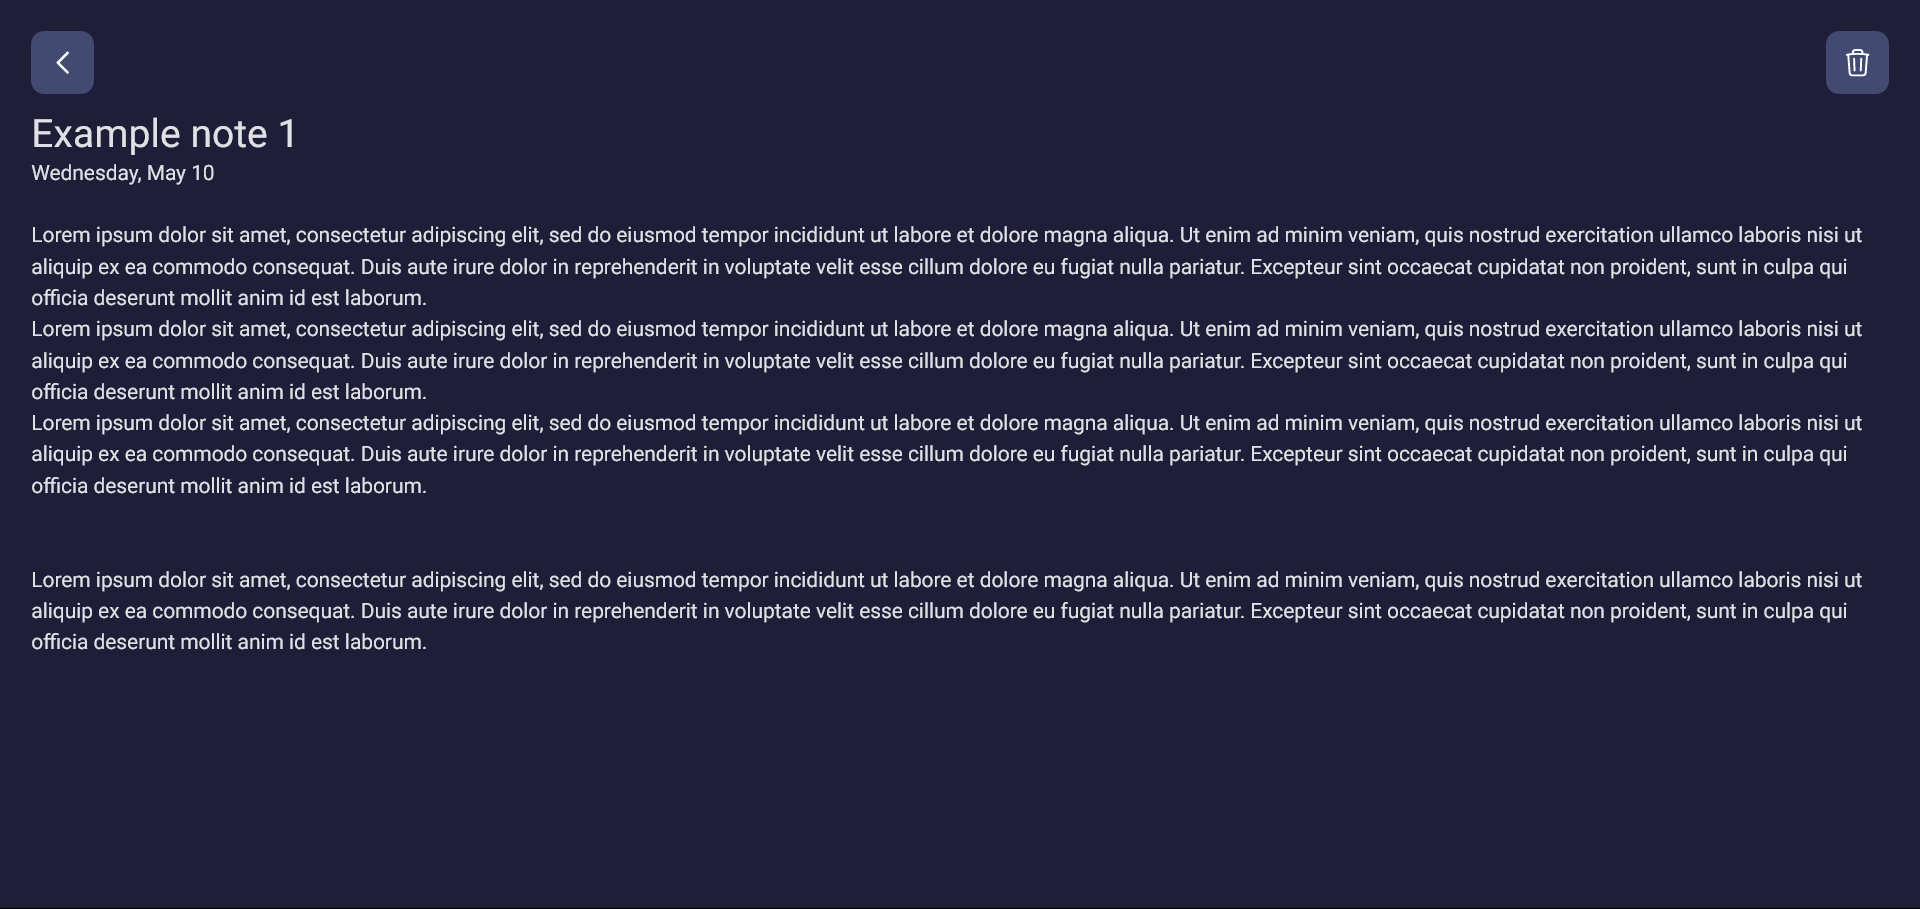 Example note 1
Wednesday, May 10
Lorem ipsum dolor sit amet, consectetur adipiscing elit, sed do eiusmod tempor incididunt ut labore et dolore magna aliqua. Ut enim ad minim veniam, quis nostrud exercitation ullamco laboris nisi ut
aliquip ex ea commodo consequat. Duis aute irure dolor in reprehenderit in voluptate velit esse cillum dolore eu fugiat nulla pariatur. Excepteur sint occaecat cupidatat non proident, sunt in culpa qui
officia deserunt mollit anim id est laborum.
Lorem ipsum dolor sit amet, consectetur adipiscing elit, sed do eiusmod tempor incididunt ut labore et dolore magna aliqua. Ut enim ad minim veniam, quis nostrud exercitation ullamco laboris nisi ut
aliquip ex ea commodo consequat. Duis aute irure dolor in reprehenderit in voluptate velit esse cillum dolore eu fugiat nulla pariatur. Excepteur sint occaecat cupidatat non proident, sunt in culpa qui
officia deserunt mollit anim id est laborum.
Lorem ipsum dolor sit amet, consectetur adipiscing elit, sed do eiusmod tempor incididunt ut labore et dolore magna aliqua. Ut enim ad minim veniam, quis nostrud exercitation ullamco laboris nisi ut
aliquip ex ea commodo consequat. Duis aute irure dolor in reprehenderit in voluptate velit esse cillum dolore eu fugiat nulla pariatur. Excepteur sint occaecat cupidatat non proident, sunt in culpa qui
officia deserunt mollit anim id est laborum.
Lorem ipsum dolor sit amet, consectetur adipiscing elit, sed do eiusmod tempor incididunt ut labore et dolore magna aliqua. Ut enim ad minim veniam, quis nostrud exercitation ullamco laboris nisi ut
aliquip ex ea commodo consequat. Duis aute irure dolor in reprehenderit in voluptate velit esse cillum dolore eu fugiat nulla pariatur. Excepteur sint occaecat cupidatat non proident, sunt in culpa qui
officia deserunt mollit anim id est laborum.